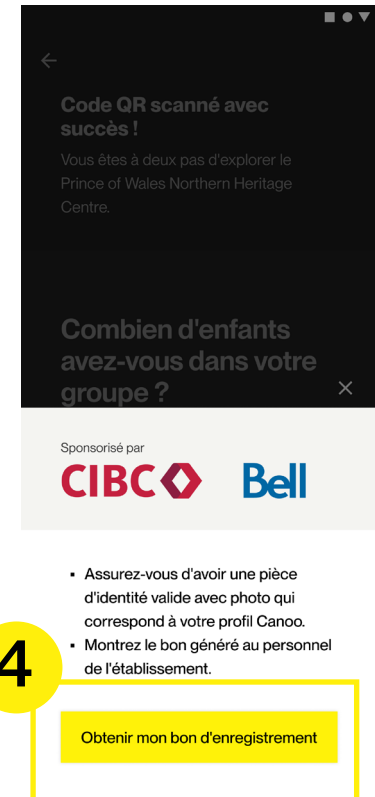 Code QR scanné avec
succès !
Vous êtes à deux pas d'explorer le
Prince of Wales Northern Heritage
Centre.
Combien d'enfants
avez-vous dans votre
groupe ?
Sponsorisé par
CIBC Bell
▪ Assurez-vous d'avoir une pièce
d'identité valide avec photo qui
correspond à votre profil Canoo.
▪ Montrez le bon généré au personnel
de l'établissement.
4
Obtenir mon bon d'enregistrement